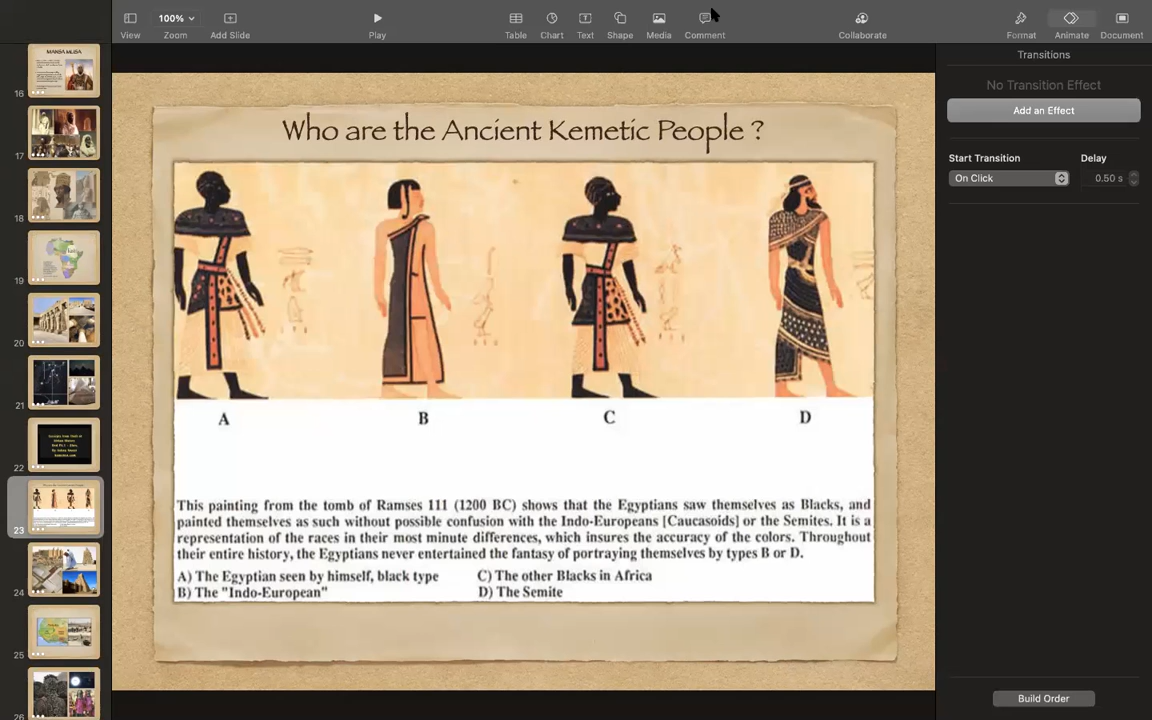 View
100%
Zoom
Add Slide
Play
Table
Chart
Text
Shape
Media
Comment
Collaborate
Format
Animate
Document
Transitions
No Transition Effect
Add an Effect
Start Transition
Delay
On Click
0.50 s
Build Order
MANSA MUSA
16
17
18
19
20
21
22
23
24
25
26
Who are the Ancient Kemetic People ?
A
B
C
D
This painting from the tomb of Ramses 111 (1200 BC) shows that the Egyptians saw themselves as Blacks, and
painted themselves as such without possible confusion with the Indo-Europeans [Caucasoids] or the Semites. It is a
representation of the races in their most minute differences, which insures the accuracy of the colors. Throughout
their entire history, the Egyptians never entertained the fantasy of portraying themselves by types B or D.
A) The Egyptian seen by himself, black type
C) The other Blacks in Africa
B) The "Indo-European"
D) The Semite